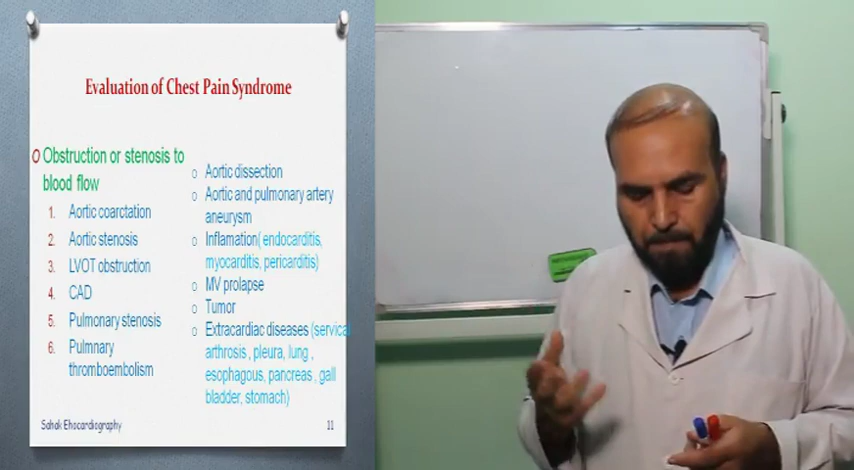 Evaluation of Chest Pain Syndrome
Obstruction or stenosis to
blood flow
1. Aortic coarctation
2. Aortic stenosis
3. LVOT obstruction
4. CAD
5. Pulmonary stenosis
6. Pulmnary
thromboembolism
Aortic dissection
Aortic and pulmonary artery
aneurysm
Inflamation( endocarditis,
myocarditis, pericarditis)
MV prolapse
Tumor
Extracardiac diseases (servical
arthrosis , pleura, lung ,
esophagous, pancreas , gall
bladder, stomach)
Sahak Ehocardiography
11